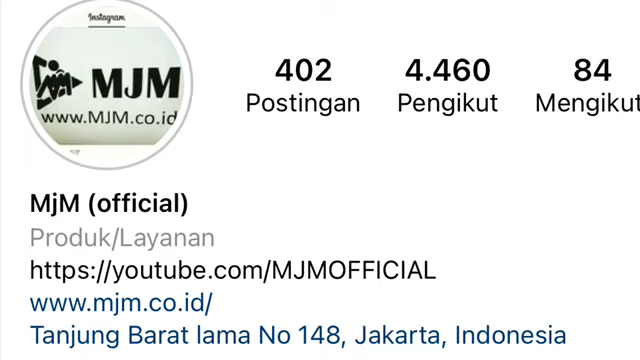 Instagram
MJM
www.MJM.co.id
402 4.460 84
Postingan Pengikut Mengikut
MjM (official)
Produk/Layanan
https://youtube.com/MJMOFFICIAL
www.mjm.co.id/
Tanjung Barat lama No 148, Jakarta, Indonesia